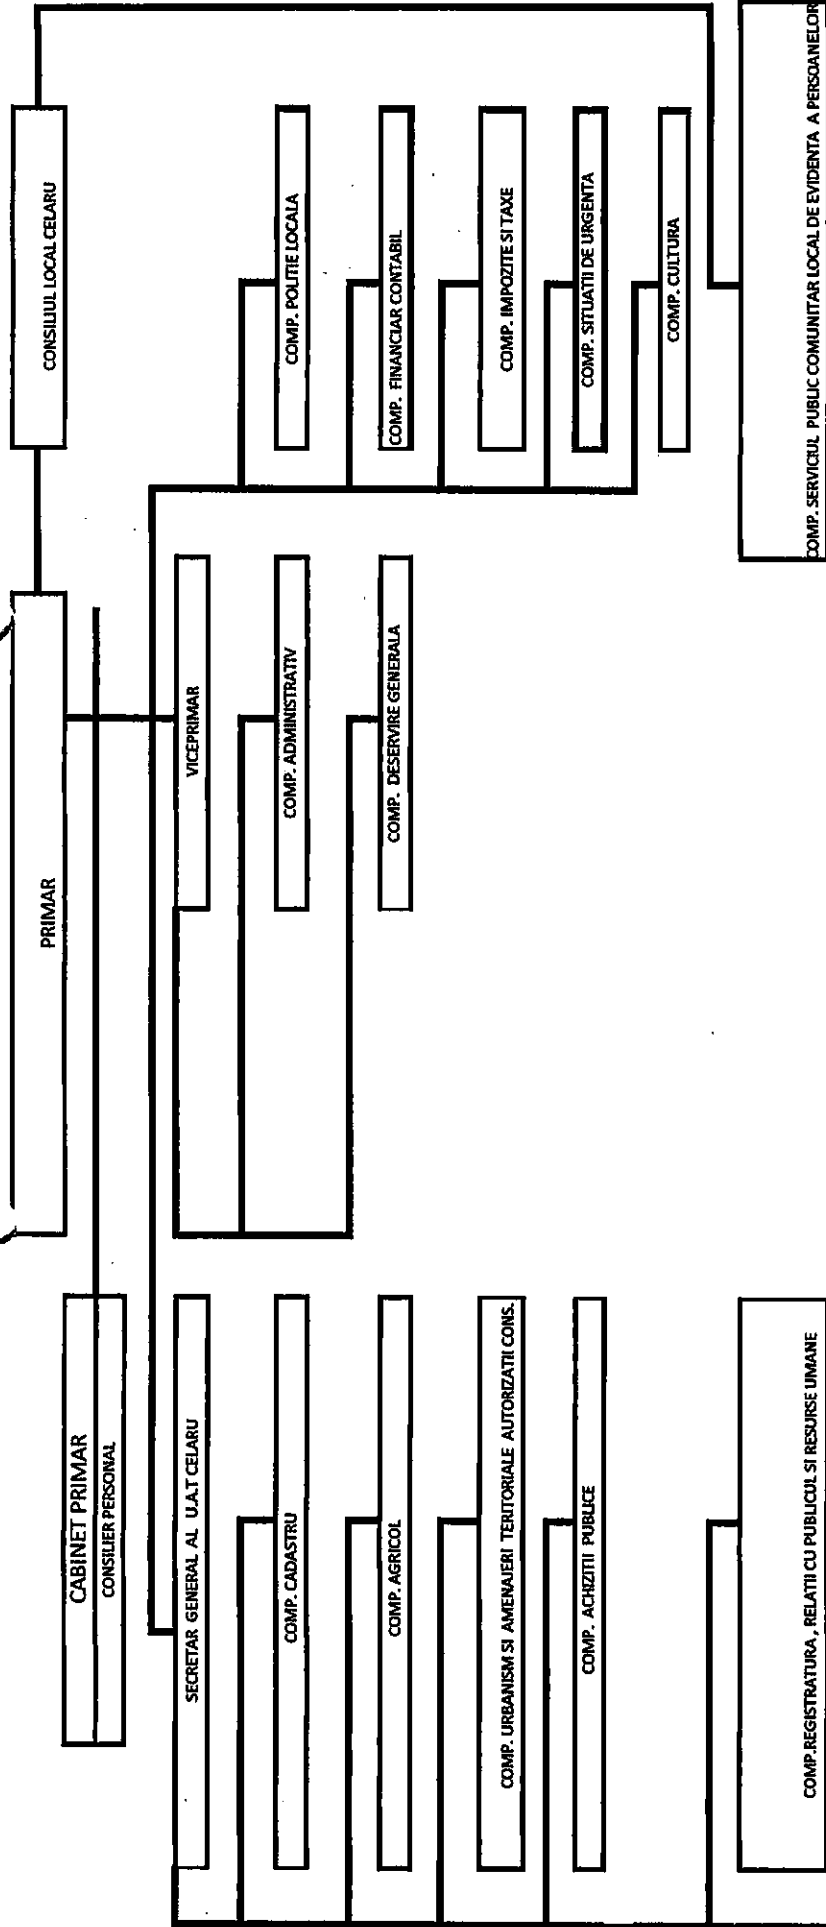 PRIMAR
CONSILIUL LOCAL CELARU
CABINET PRIMAR
CONSILIER PERSONAL
SECRETAR GENERAL AL U.A.T CELARU
VICEPRIMAR
COMP. CADASTRU
COMP. ADMINISTRATIV
COMP. POLITIE LOCALA
COMP. AGRICOL
COMP. DESERVIRE GENERALA
COMP. FINANCIAR CONTABIL
COMP. URBANISM SI AMENAJERI TERITORIALE AUTORIZATII CONS.
COMP. IMPOZITE SI TAXE
COMP. ACHIZITII PUBLICE
COMP. SITUATII DE URGENTA
COMP. CULTURA
COMP.REGISTRATURA, RELATII CU PUBLICUL SI RESURSE UMANE
COMP. SERVICIUL PUBLIC COMUNITAR LOCAL DE EVIDENTA A PERSOANELOR